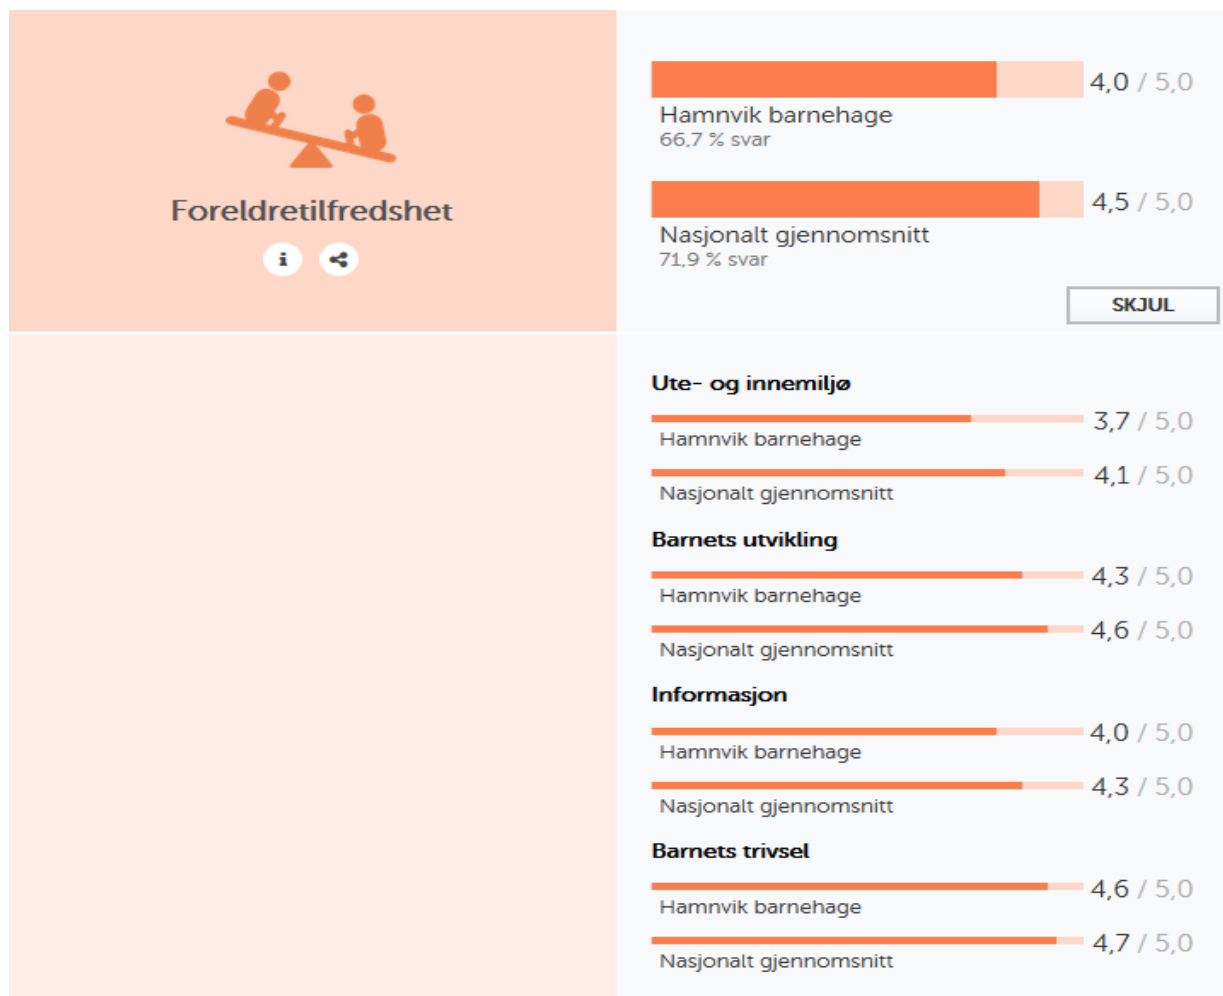 Foreldretilfredshet
4,0 / 5,0
Hamnvik barnehage
66,7 % svar
4,5 / 5,0
Nasjonalt gjennomsnitt
71,9 % svar
SKJUL
Ute- og innemiljø
3,7 / 5,0
Hamnvik barnehage
4,1 / 5,0
Nasjonalt gjennomsnitt
Barnets utvikling
4,3 / 5,0
Hamnvik barnehage
4,6 / 5,0
Nasjonalt gjennomsnitt
Informasjon
4,0 / 5,0
Hamnvik barnehage
4,3 / 5,0
Nasjonalt gjennomsnitt
Barnets trivsel
4,6 / 5,0
Hamnvik barnehage
4,7 / 5,0
Nasjonalt gjennomsnitt